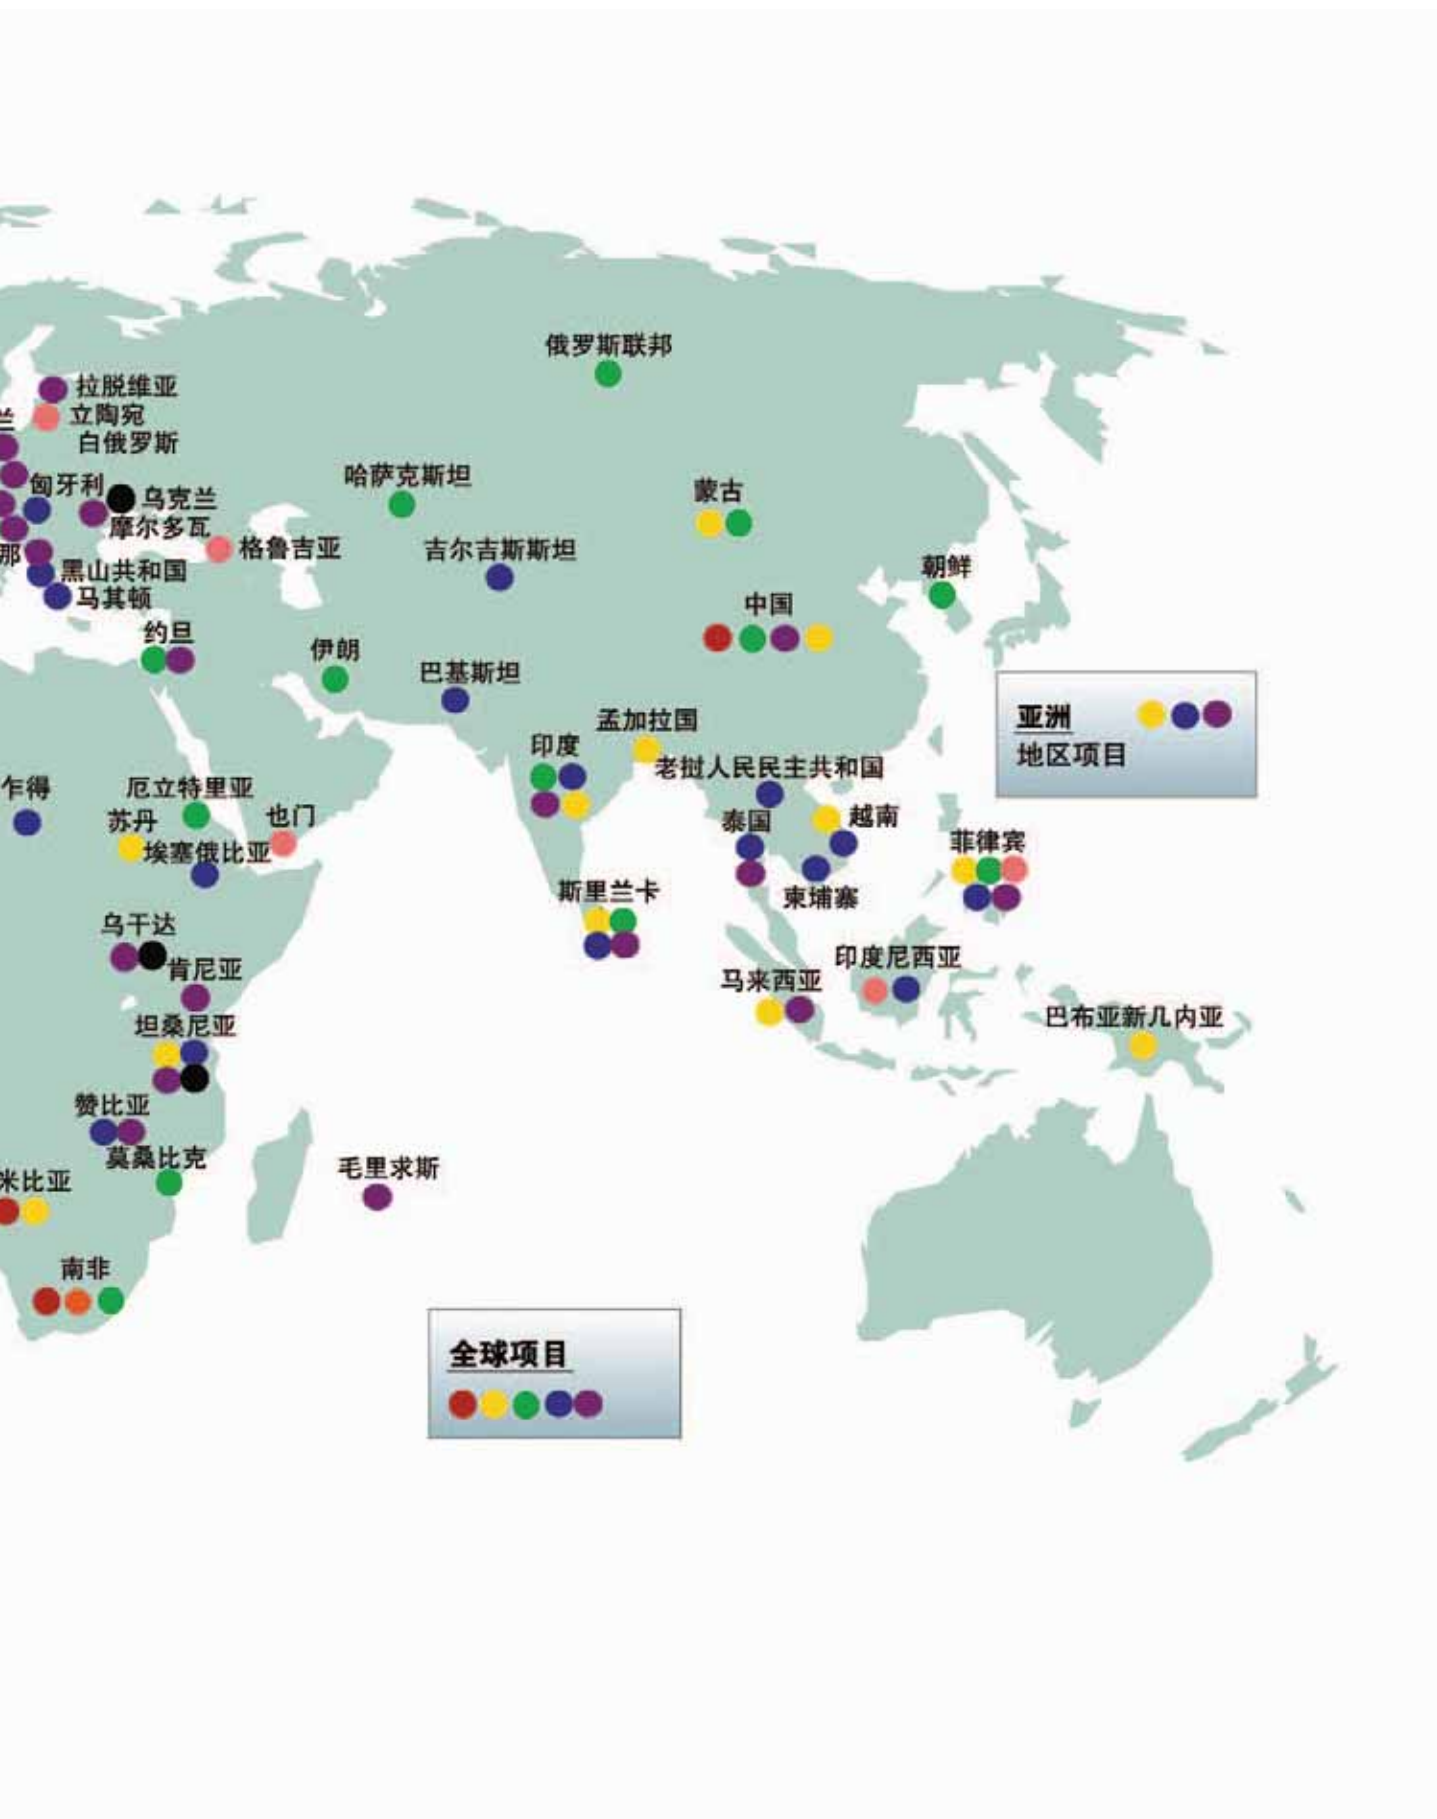 俄罗斯联邦
拉脱维亚
立陶宛
兰
白俄罗斯
哈萨克斯坦
匈牙利
乌克兰
蒙古
摩尔多瓦
格鲁吉亚
吉尔吉斯斯坦
那
黑山共和国
朝鲜
马其顿
中国
约旦
伊朗
巴基斯坦
亚洲
地区项目
孟加拉国
印度
老挝人民民主共和国
乍得
厄立特里亚
苏丹
也门
泰国
越南
埃塞俄比亚
菲律宾
斯里兰卡
柬埔寨
乌干达
肯尼亚
印度尼西亚
马来西亚
巴布亚新几内亚
坦桑尼亚
赞比亚
莫桑比克
毛里求斯
米比亚
南非
全球项目